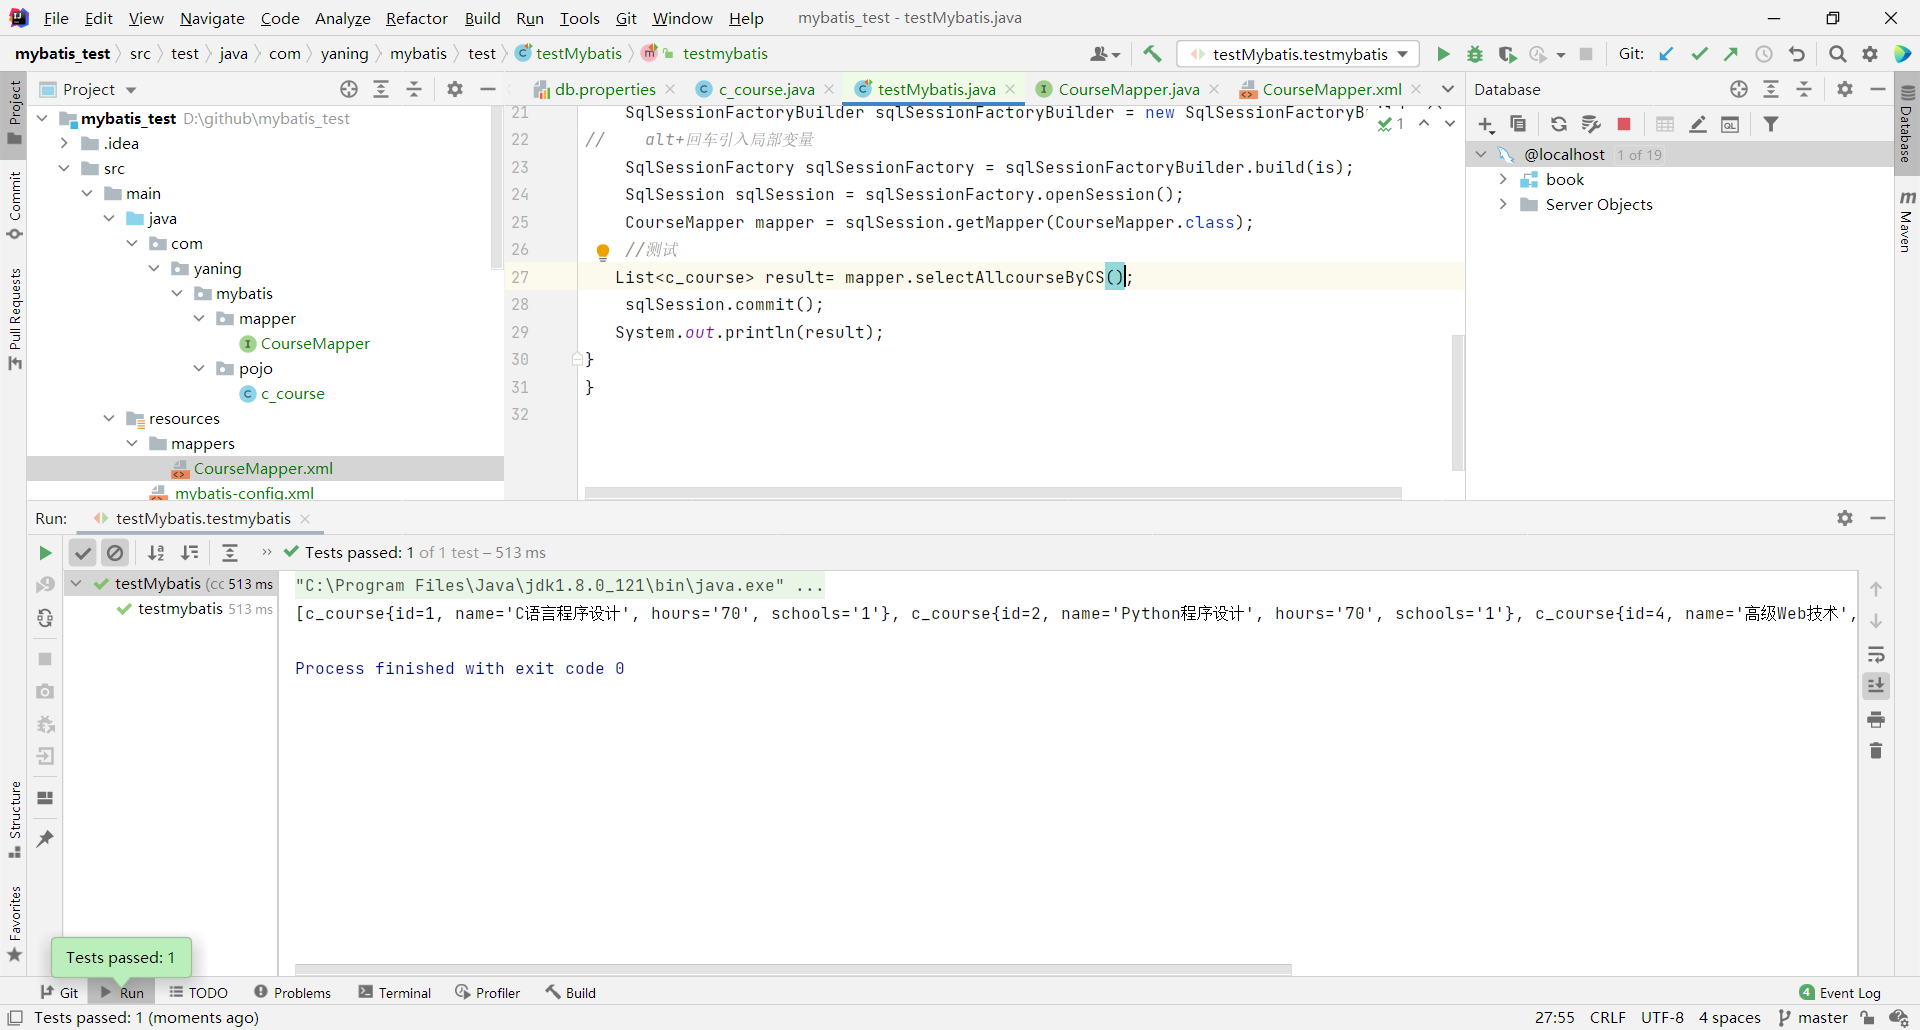 File Edit View Navigate Code Analyze Refactor Build Run Tools Git Window Help mybatis_test - testMybatis.java
mybatis_test src test java com yaning mybatis test testMybatis testmybatis
testMybatis.testmybatis
Git:
Project
Commit
Pull Requests
Structure
Favorites
Project
mybatis_test D:\github\mybatis_test
.idea
src
main
java
com
yaning
mybatis
mapper
CourseMapper
pojo
c_course
resources
mappers
CourseMapper.xml
mybatis-config.xml
db.properties c_course.java testMybatis.java CourseMapper.java CourseMapper.xml
1
21 SqlSessionFactoryBuilder sqlSessionFactoryBuilder = new SqlSessionFactoryB
22 // alt+回车引入局部变量
23 SqlSessionFactory sqlSessionFactory = sqlSessionFactoryBuilder.build(is);
24 SqlSession sqlSession = sqlSessionFactory.openSession();
25 CourseMapper mapper = sqlSession.getMapper(CourseMapper.class);
26 //测试
27 List<c_course> result= mapper.selectAllcourseByCS();
28 sqlSession.commit();
29 System.out.println(result);
30 }
31 }
32
Database
@localhost 1 of 19
book
Server Objects
Database
Maven
Run: testMybatis.testmybatis
Tests passed: 1 of 1 test – 513 ms
testMybatis (cc 513 ms
testmybatis 513 ms
"C:\Program Files\Java\jdk1.8.0_121\bin\java.exe" ...
[c_course{id=1, name='C语言程序设计', hours='70', schools='1'}, c_course{id=2, name='Python程序设计', hours='70', schools='1'}, c_course{id=4, name='高级Web技术',
Process finished with exit code 0
Tests passed: 1
Git Run TODO Problems Terminal Profiler Build 4 Event Log
Tests passed: 1 (moments ago) 27:55 CRLF UTF-8 4 spaces master